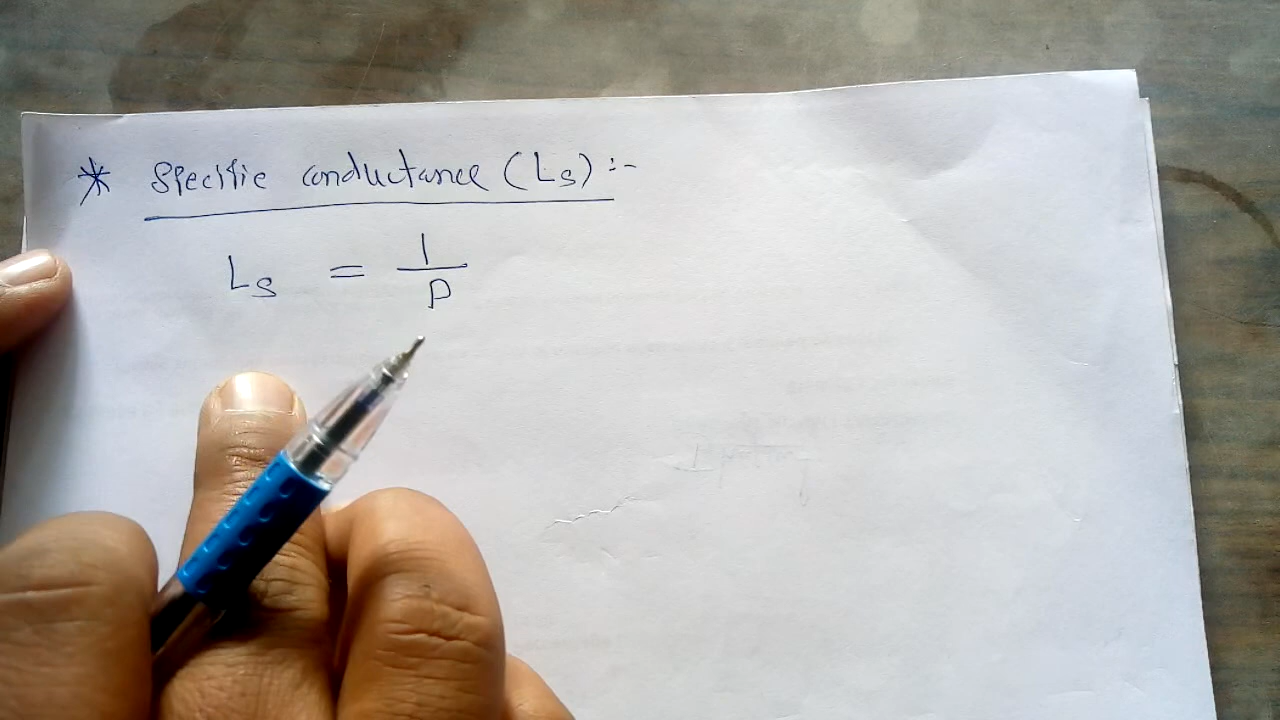 * Specific conductance (Ls) :-
Ls = 1/ρ